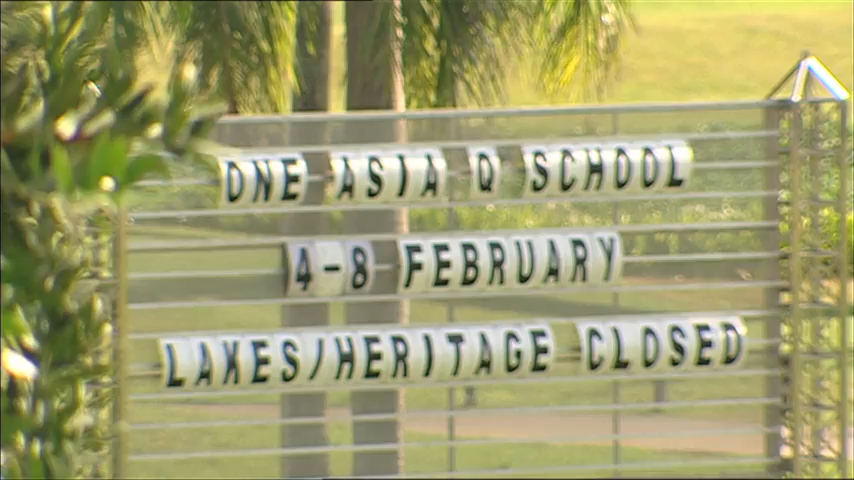 ONE ASIA Q SCHOOL
4-8 FEBRUARY
LAKES/HERITAGE CLOSED